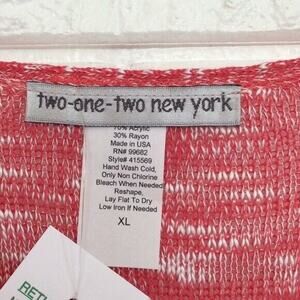 two-one-two new york
70% Acrylic
30% Rayon
Made in USA
RN# 99682
Style# 415569
Hand Wash Cold,
Only Non Chlorine
Bleach When Needed
Reshape,
Lay Flat To Dry
Low Iron If Needed
XL
RET